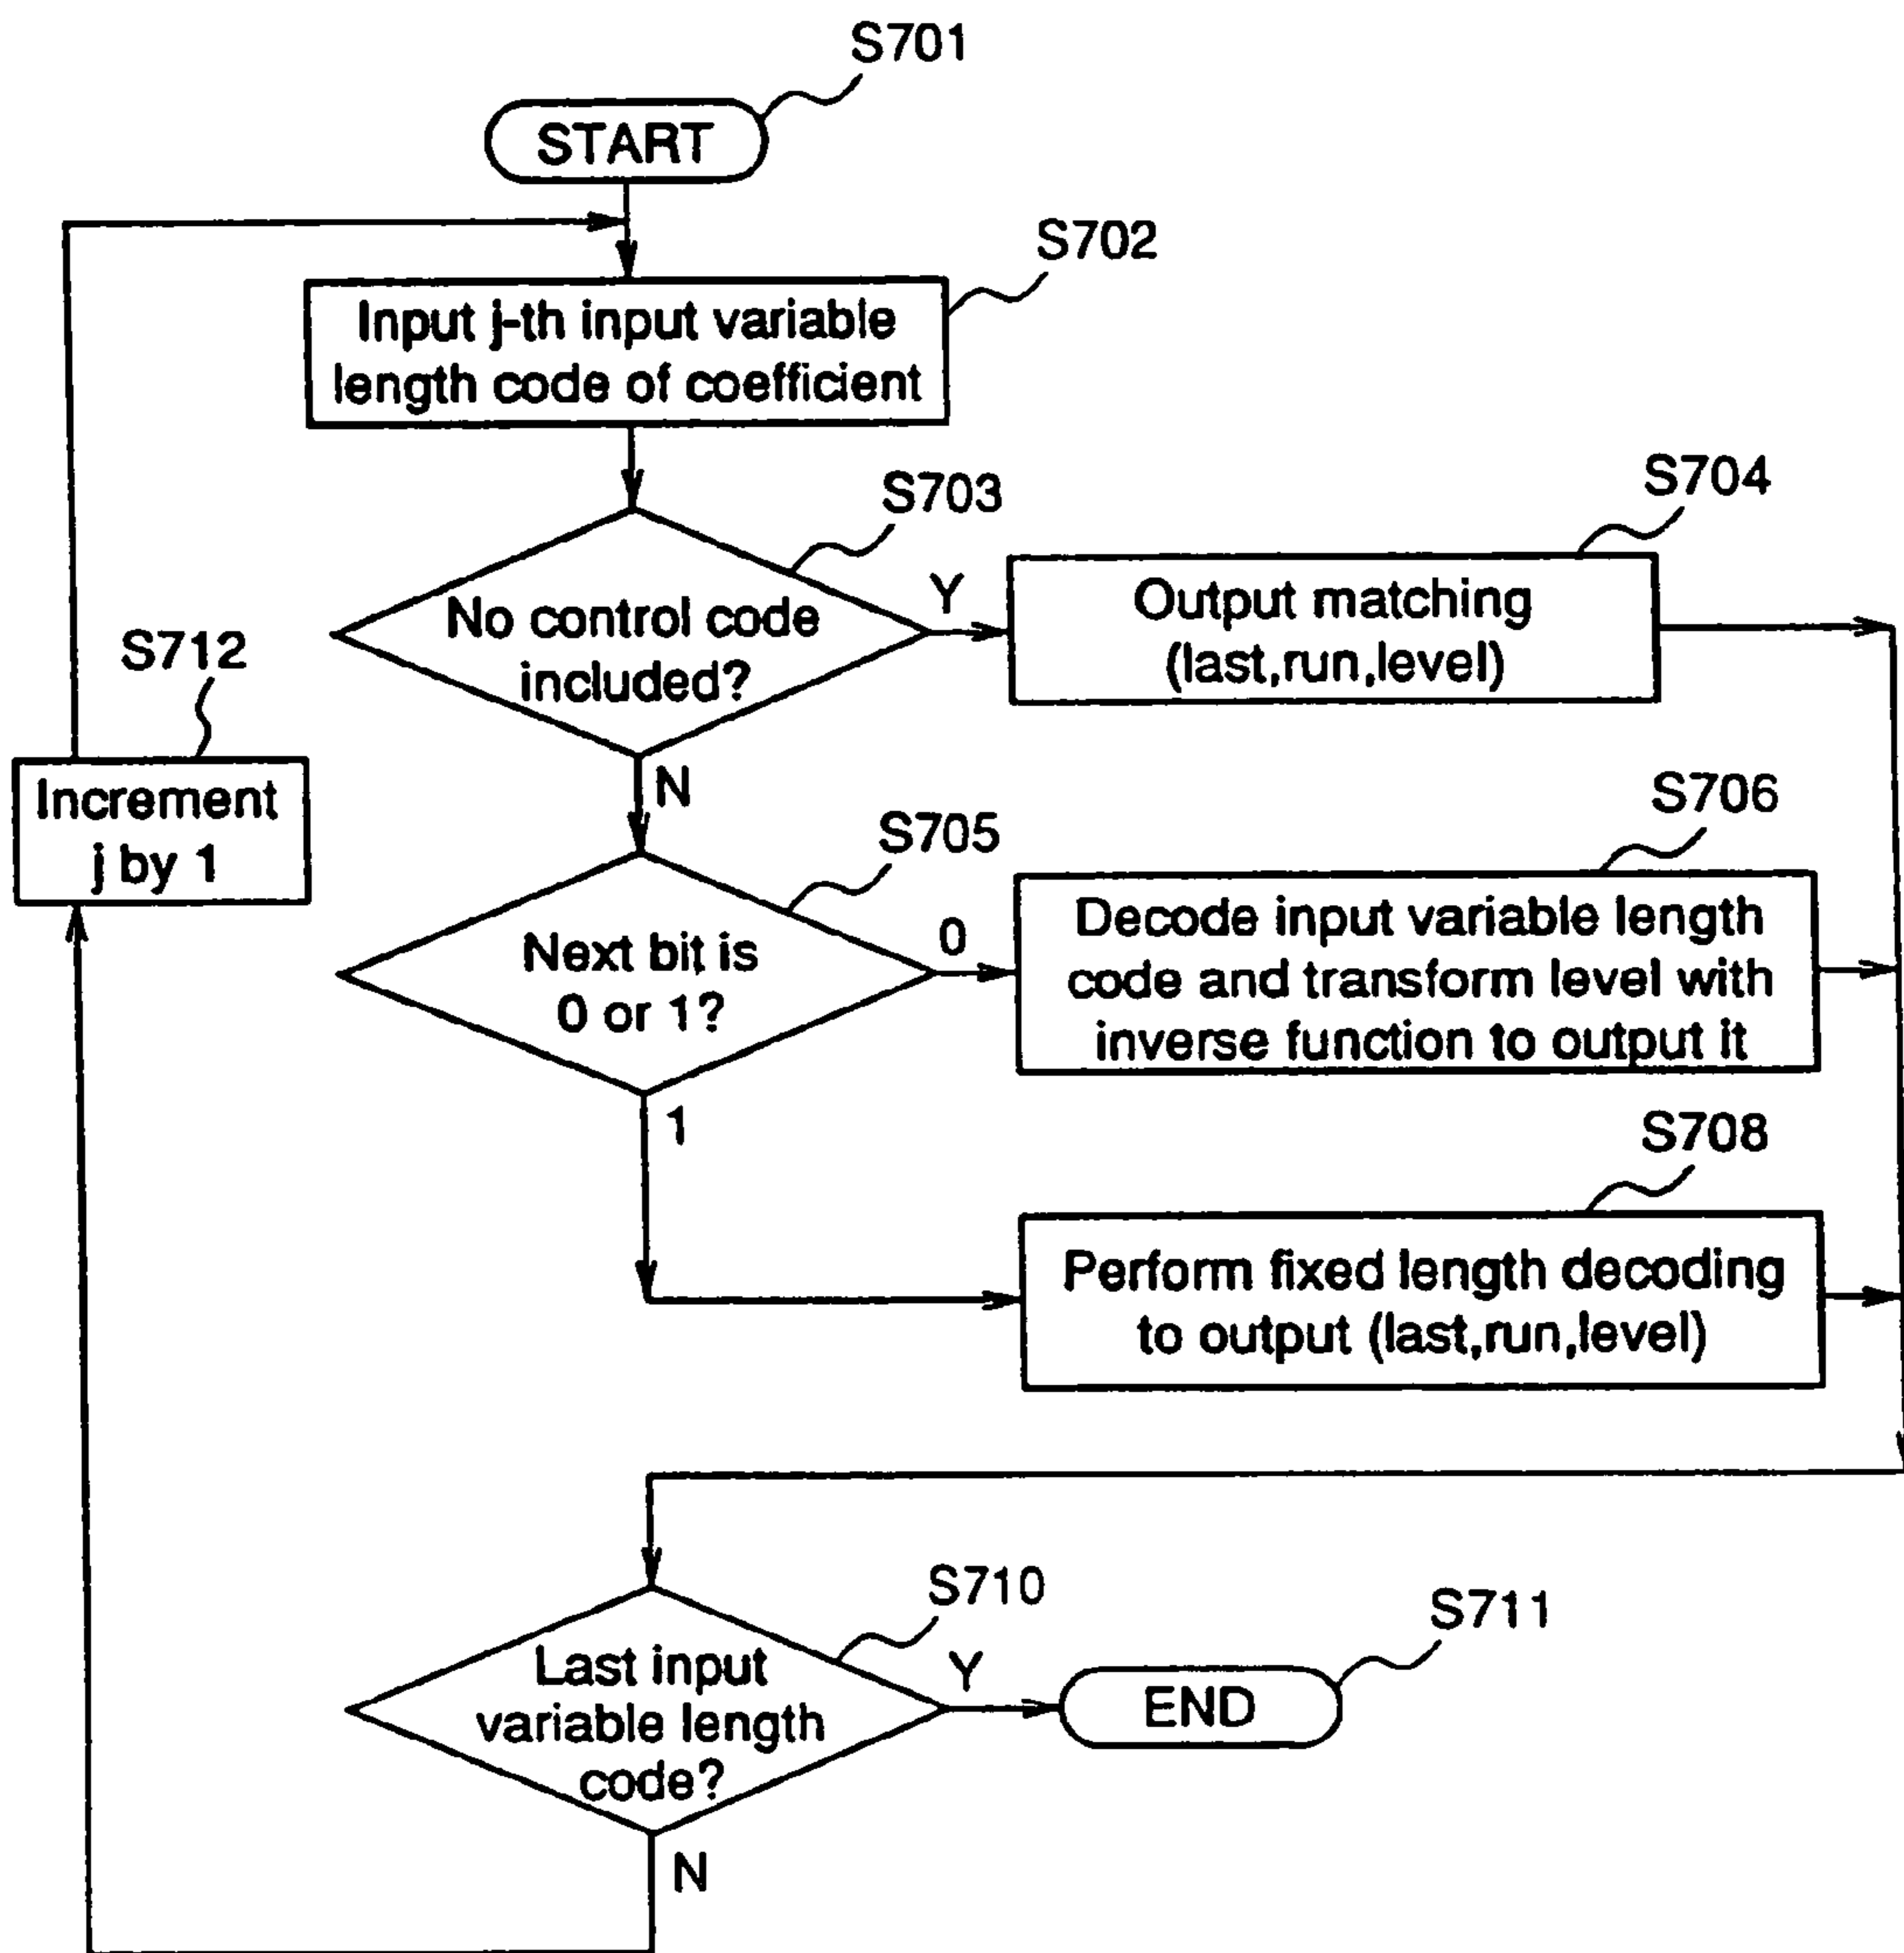 S701
START
S702
Input j-th input variable
length code of coefficient
S703
No control code
included?
Y
S704
Output matching
(last,run,level)
S712
Increment
j by 1
N
S705
Next bit is
0 or 1?
0
S706
Decode input variable length
code and transform level with
inverse function to output it
1
S708
Perform fixed length decoding
to output (last,run,level)
S710
Last input
variable length
code?
Y
S711
END
N